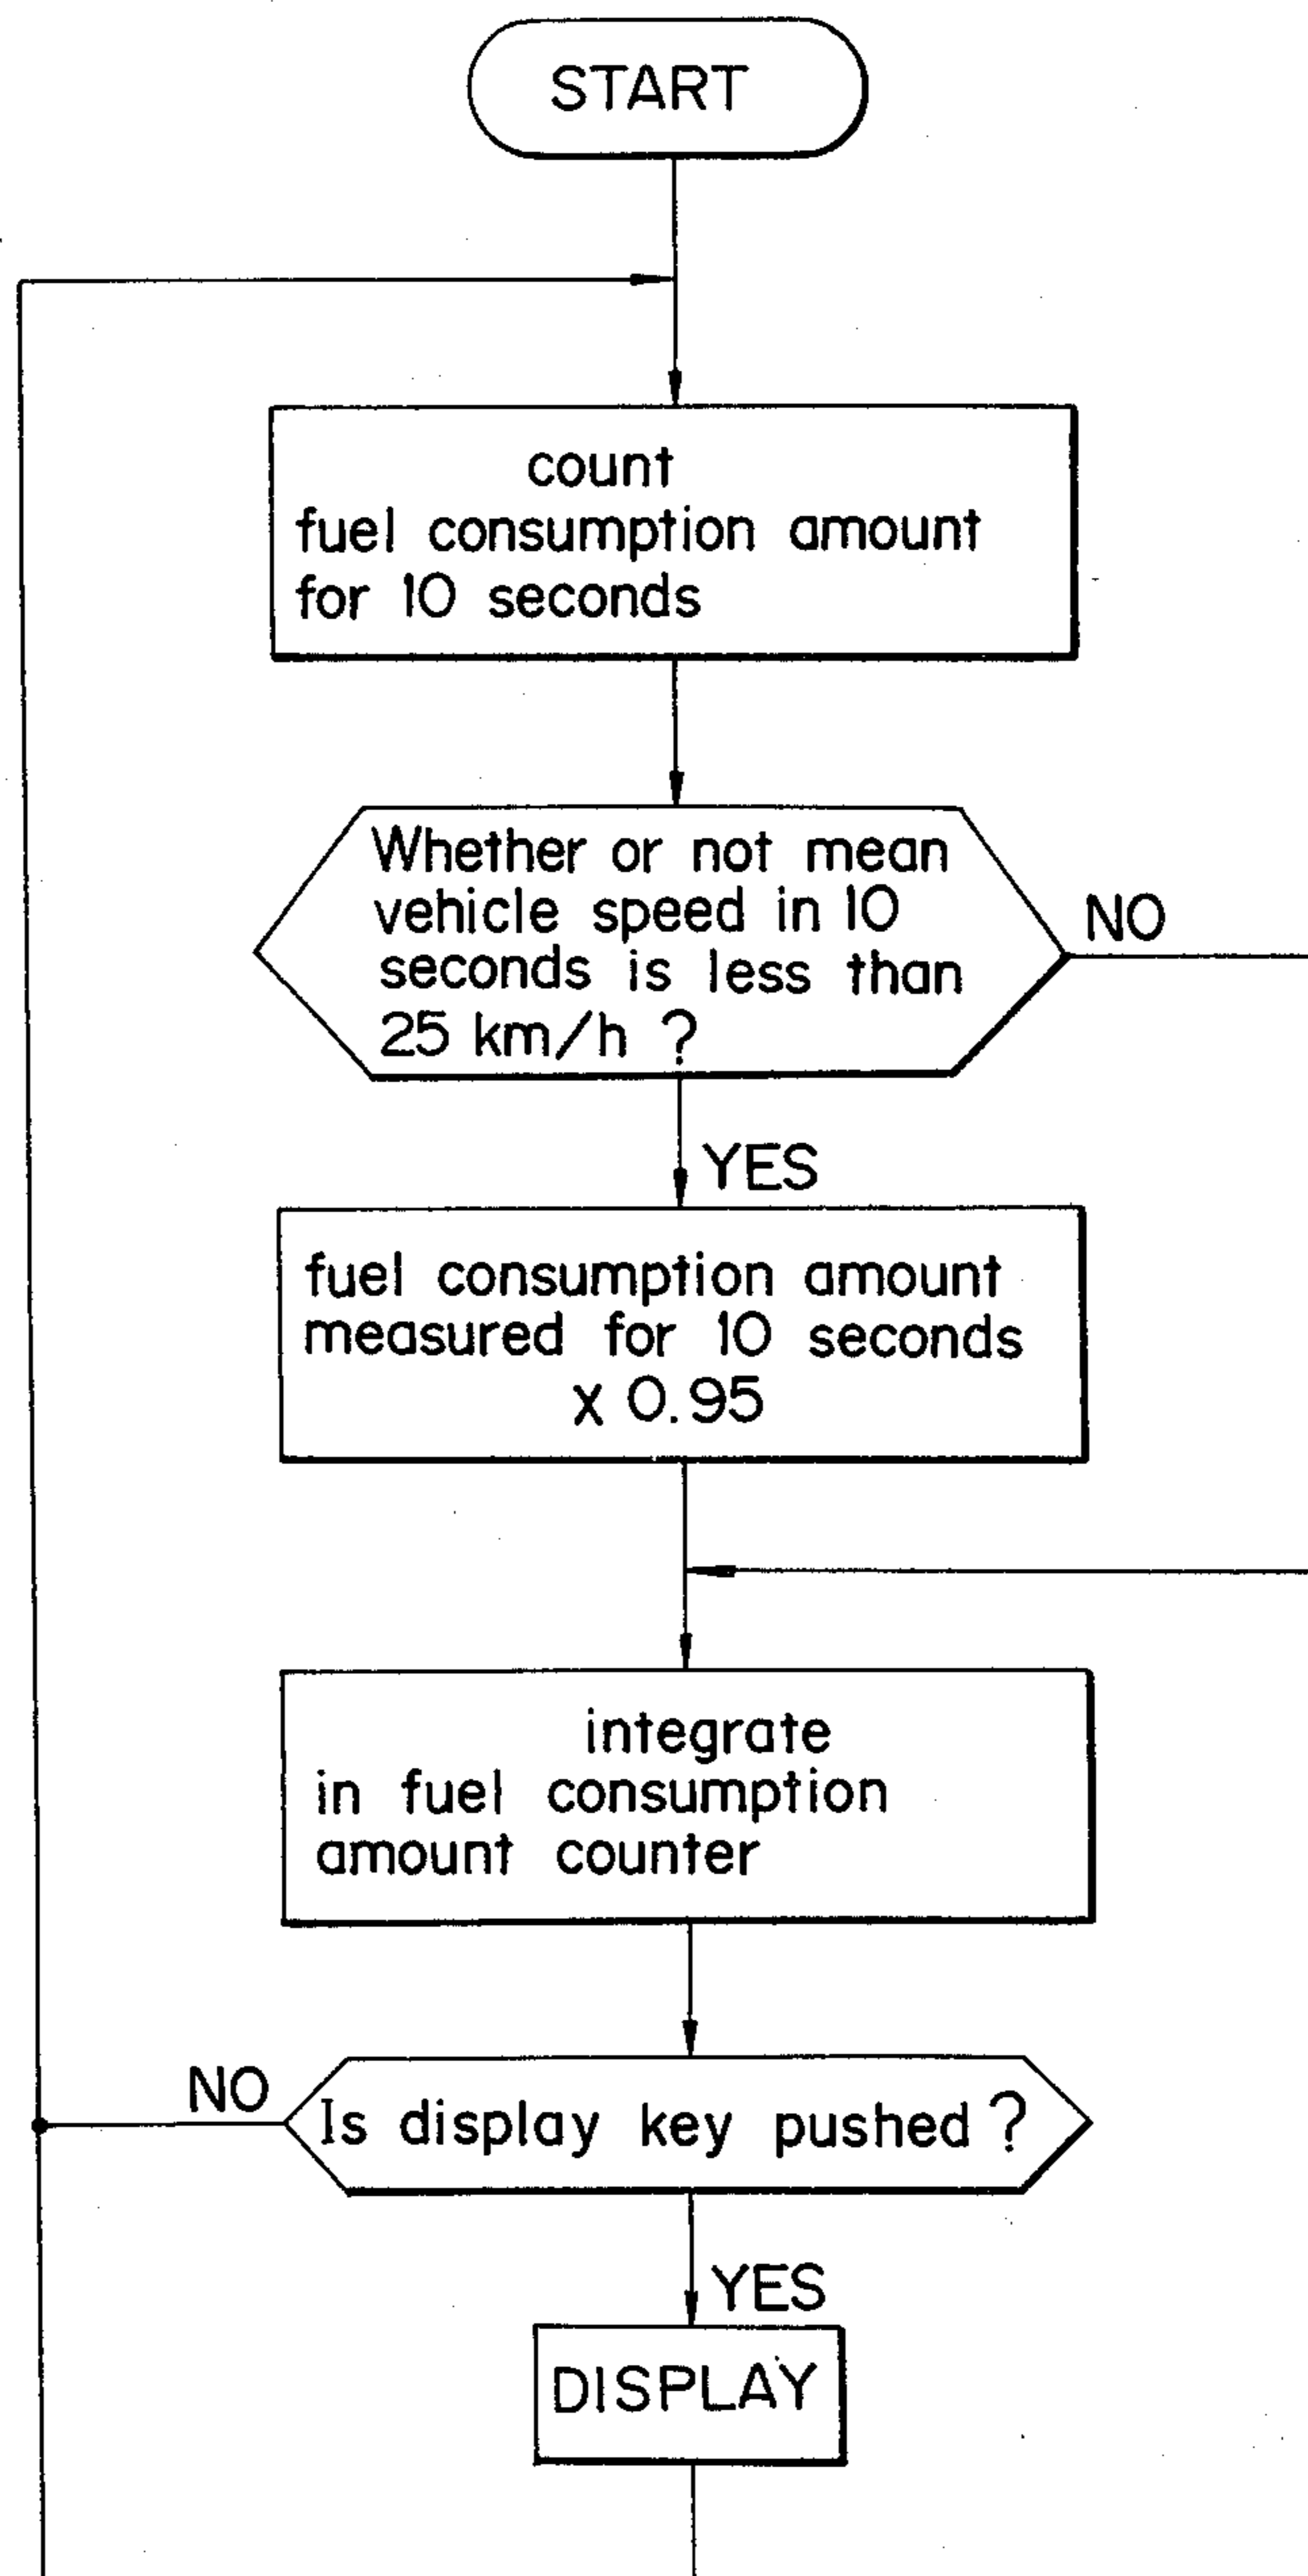 START
count
fuel consumption amount
for 10 seconds
Whether or not mean
vehicle speed in 10
seconds is less than
25 km/h ?
NO
YES
fuel consumption amount
measured for 10 seconds
x 0.95
integrate
in fuel consumption
amount counter
NO
Is display key pushed ?
YES
DISPLAY